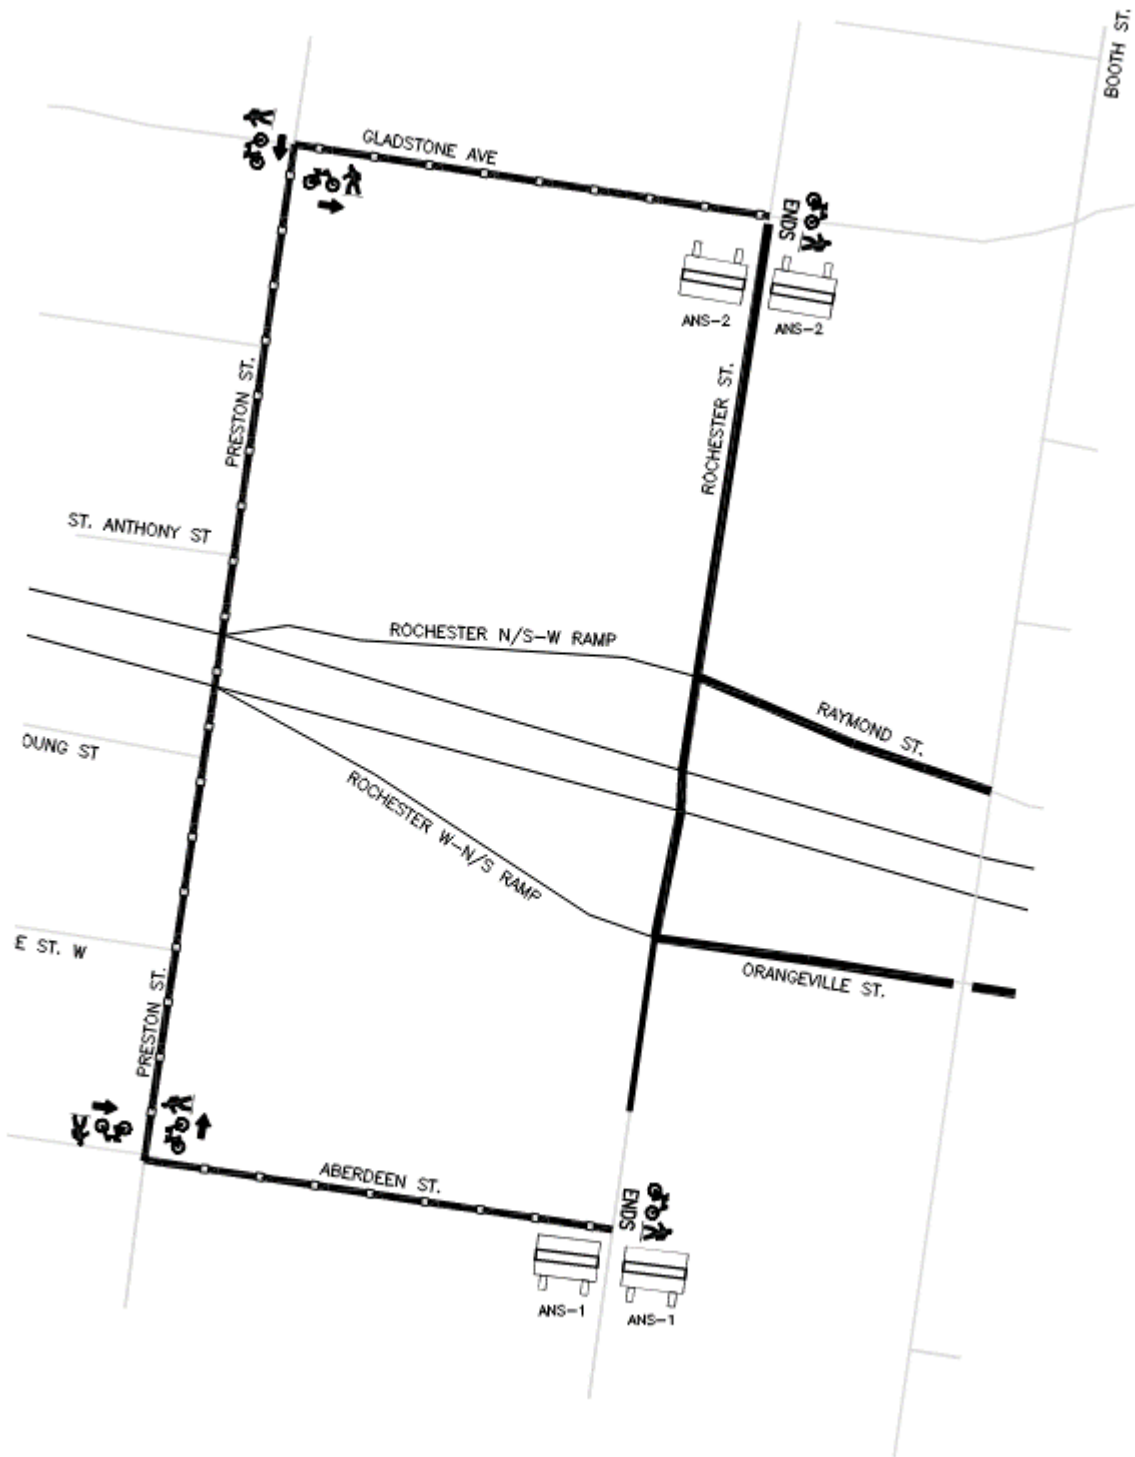 BOOTH ST.
GLADSTONE AVE
ENDS
ANS-2
ANS-2
PRESTON ST.
ROCHESTER ST.
ST. ANTHONY ST
ROCHESTER N/S-W RAMP
RAYMOND ST.
OUNG ST
ROCHESTER W-N/S RAMP
E ST. W
ORANGEVILLE ST.
PRESTON ST.
ABERDEEN ST.
ENDS
ANS-1
ANS-1